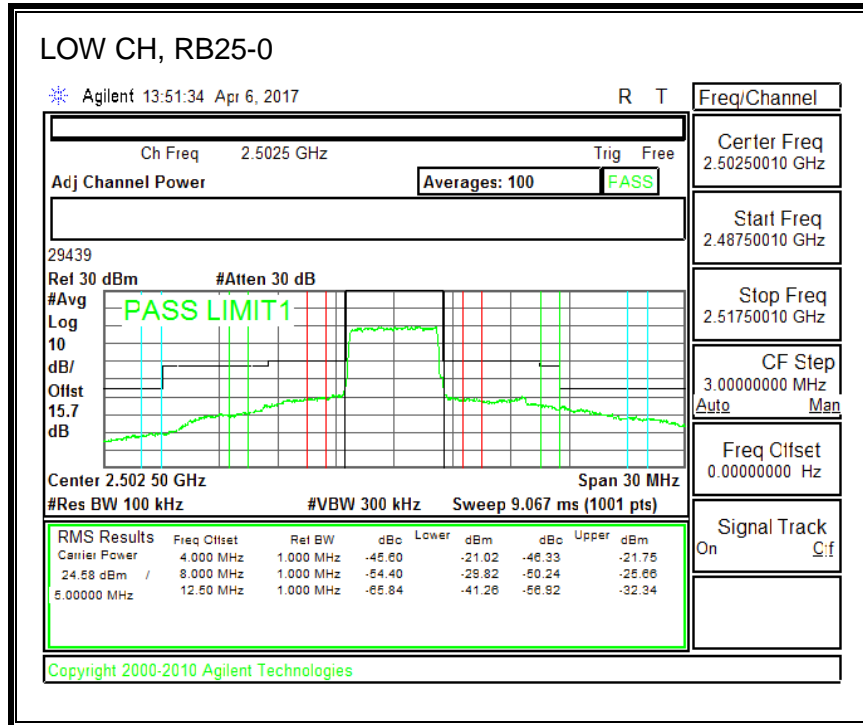 LOW CH, RB25-0
Agilent 13:51:34 Apr 6, 2017 R T
Freq/Channel
Ch Freq 2.5025 GHz Trig Free
Adj Channel Power Averages: 100 PASS
Center Freq
2.50250010 GHz
Start Freq
2.48750010 GHz
Stop Freq
2.51750010 GHz
CF Step
3.00000000 MHz
Auto Man
Freq Offset
0.00000000 Hz
Signal Track
On Off
29439
Ref 30 dBm #Atten 30 dB
#Avg
Log
10
dB/
Offst
15.7
dB
PASS LIMIT1
Center 2.502 50 GHz Span 30 MHz
#Res BW 100 kHz #VBW 300 kHz Sweep 9.067 ms (1001 pts)
RMS Results Freq Offset Ref BW dBc Lower dBm dBc Upper dBm
Carrier Power 4.000 MHz 1.000 MHz -45.60 -21.02 -46.33 -21.75
24.58 dBm / 8.000 MHz 1.000 MHz -54.40 -29.82 -50.24 -25.66
5.00000 MHz 12.50 MHz 1.000 MHz -65.84 -41.26 -56.92 -32.34
Copyright 2000-2010 Agilent Technologies